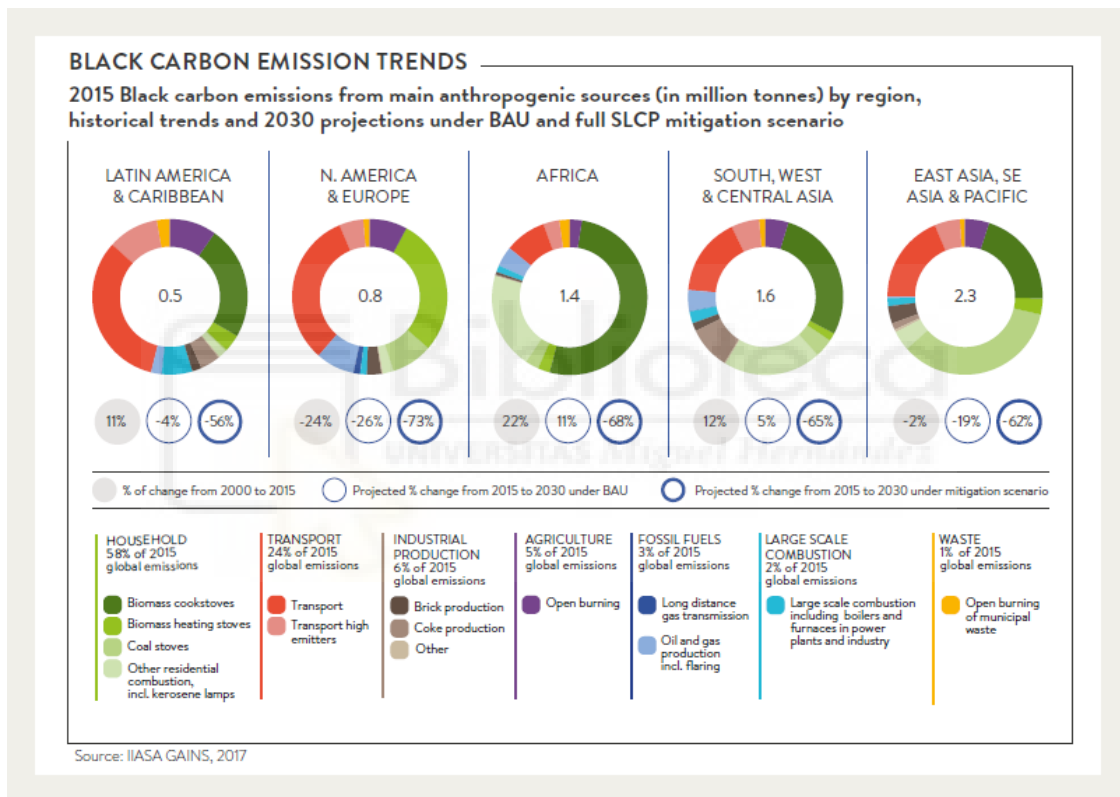 BLACK CARBON EMISSION TRENDS
2015 Black carbon emissions from main anthropogenic sources (in million tonnes) by region,
historical trends and 2030 projections under BAU and full SLCP mitigation scenario
LATIN AMERICA
& CARIBBEAN
0.5
11%
-4%
-56%
N. AMERICA
& EUROPE
0.8
-24%
-26%
-73%
AFRICA
1.4
22%
11%
-68%
SOUTH, WEST
& CENTRAL ASIA
1.6
12%
5%
-65%
EAST ASIA, SE
ASIA & PACIFIC
2.3
-2%
-19%
-62%
Biblioteca
UNIVERSITAS Miguel Hernández
% of change from 2000 to 2015
Projected % change from 2015 to 2030 under BAU
Projected % change from 2015 to 2030 under mitigation scenario
HOUSEHOLD
58% of 2015
global emissions
Biomass cookstoves
Biomass heating stoves
Coal stoves
Other residential
combustion,
incl. kerosene lamps
TRANSPORT
24% of 2015
global emissions
Transport
Transport high
emitters
INDUSTRIAL
PRODUCTION
6% of 2015
global emissions
Brick production
Coke production
Other
AGRICULTURE
5% of 2015
global emissions
Open burning
FOSSIL FUELS
3% of 2015
global emissions
Long distance
gas transmission
Oil and gas
production
incl. flaring
LARGE SCALE
COMBUSTION
2% of 2015
global emissions
Large scale combustion
including boilers and
furnaces in power
plants and industry
WASTE
1% of 2015
global emissions
Open burning
of municipal
waste
Source: IIASA GAINS, 2017